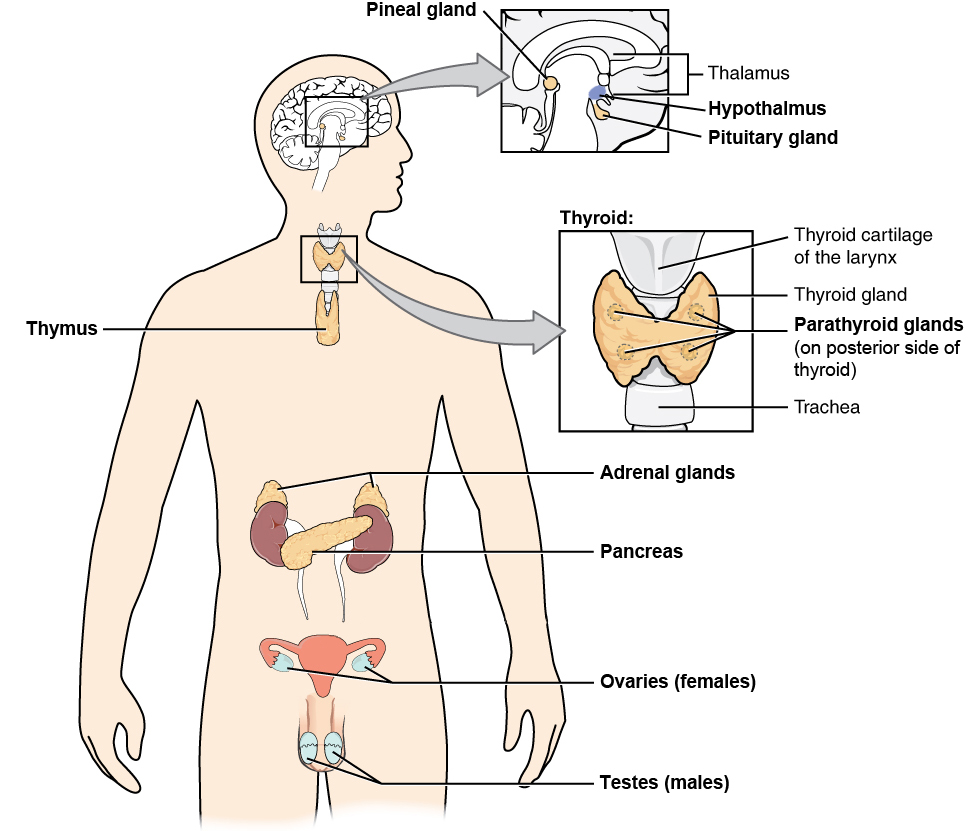 Pineal gland
Thalamus
Hypothalmus
Pituitary gland
Thyroid:
Thyroid cartilage
of the larynx
Thyroid gland
Parathyroid glands
(on posterior side of
thyroid)
Trachea
Thymus
Adrenal glands
Pancreas
Ovaries (females)
Testes (males)